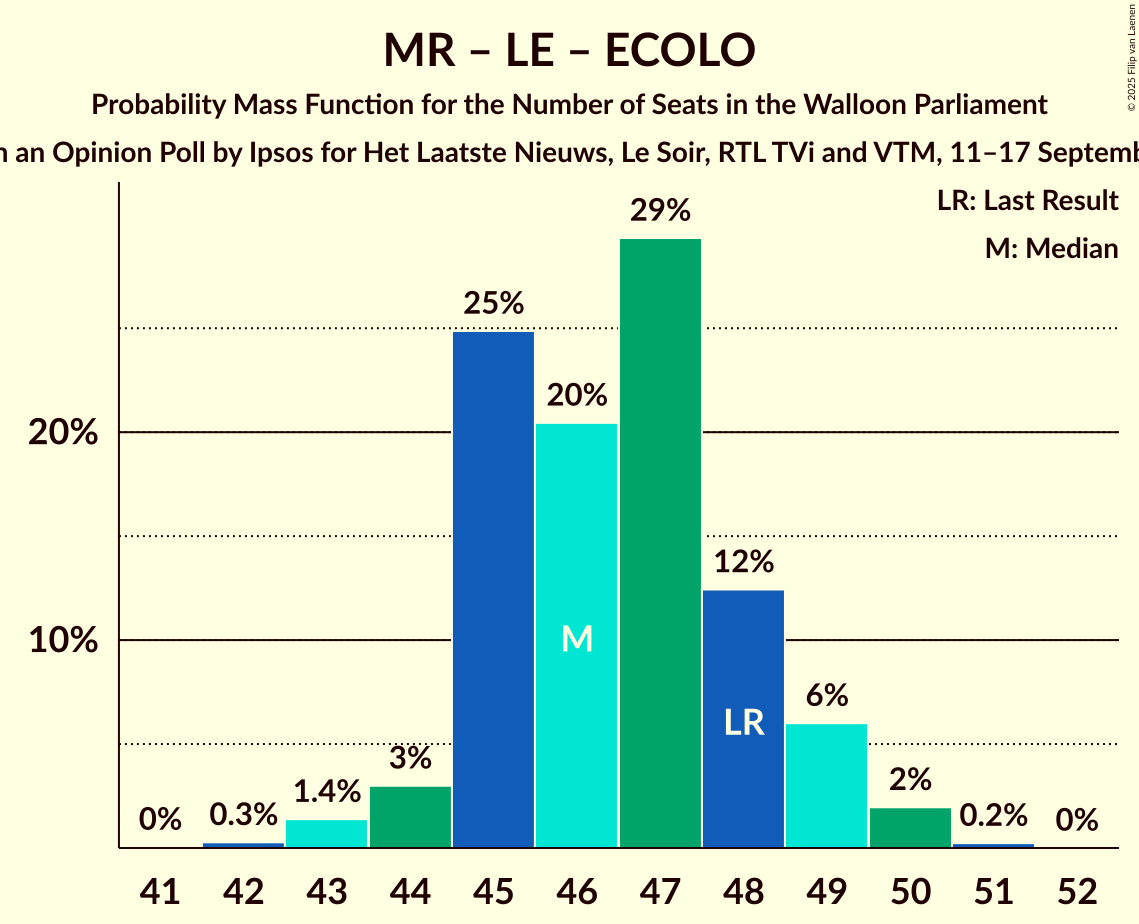 MR – LE – ECOLO
Probability Mass Function for the Number of Seats in the Walloon Parliament
an Opinion Poll by Ipsos for Het Laatste Nieuws, Le Soir, RTL TVi and VTM, 11–17
© 2025 Filip van Laenen
LR: Last Result
M: Median
29%
25%
20%
12%
6%
3%
2%
1.4%
0.3%
0.2%
0%
0%
20%
10%
M
LR
41 42 43 44 45 46 47 48 49 50 51 52